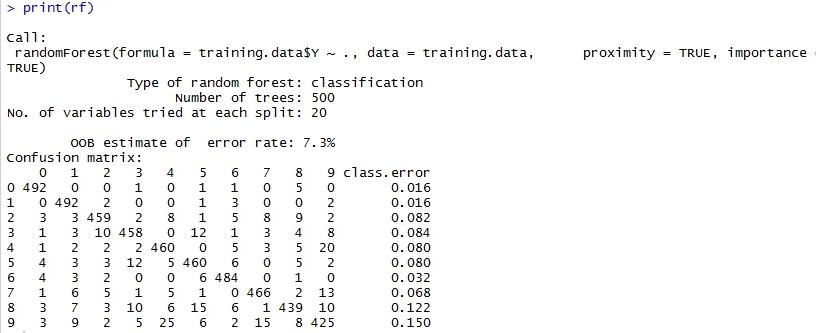 > print(rf)
Call:
randomForest(formula = training.data$Y ~ ., data = training.data, proximity = TRUE, importance =
TRUE)
Type of random forest: classification
Number of trees: 500
No. of variables tried at each split: 20
OOB estimate of error rate: 7.3%
Confusion matrix:
0 1 2 3 4 5 6 7 8 9 class.error
0 492 0 0 1 0 1 1 0 5 0 0.016
1 0 492 2 0 0 1 3 0 0 2 0.016
2 3 3 459 2 8 1 5 8 9 2 0.082
3 1 3 10 458 0 12 1 3 4 8 0.084
4 1 2 2 2 460 0 5 3 5 20 0.080
5 4 3 3 12 5 460 6 0 5 2 0.080
6 4 3 2 0 0 6 484 0 1 0 0.032
7 1 6 5 1 5 1 0 466 2 13 0.068
8 3 7 3 10 6 15 6 1 439 10 0.122
9 3 9 2 5 25 6 2 15 8 425 0.150